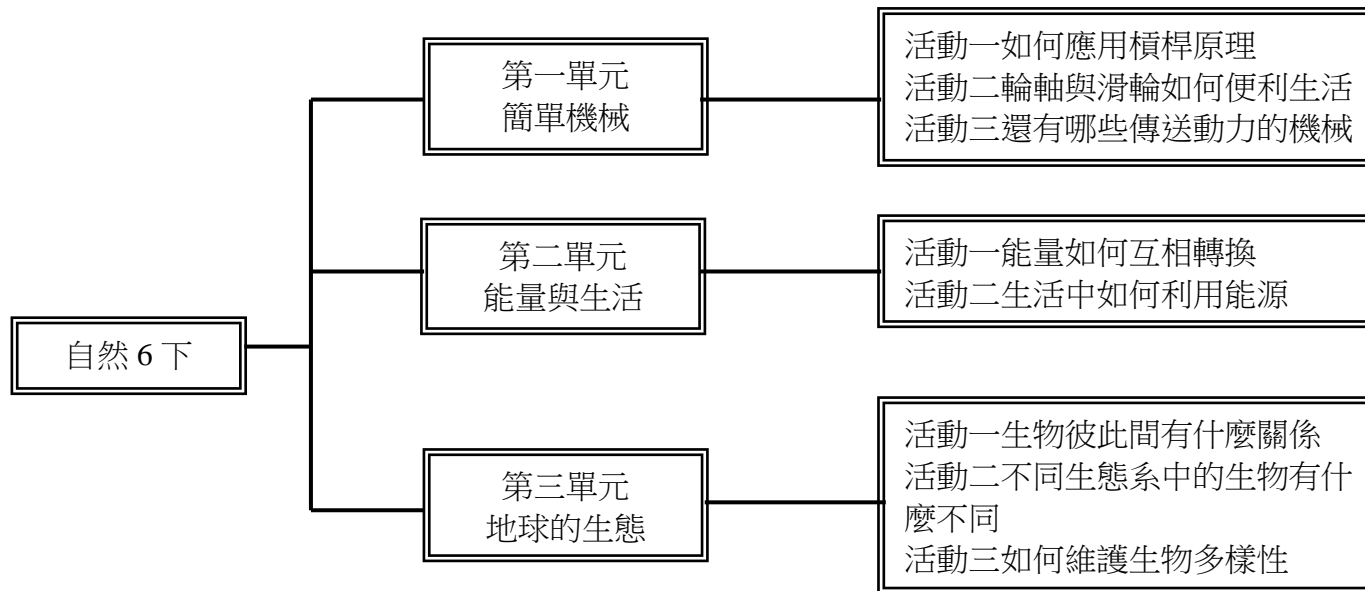 自然 6 下
第一單元
簡單機械
活動一如何應用槓桿原理
活動二輪軸與滑輪如何便利生活
活動三還有哪些傳送動力的機械
第二單元
能量與生活
活動一能量如何互相轉換
活動二生活中如何利用能源
第三單元
地球的生態
活動一生物彼此間有什麼關係
活動二不同生態系中的生物有什
麼不同
活動三如何維護生物多樣性